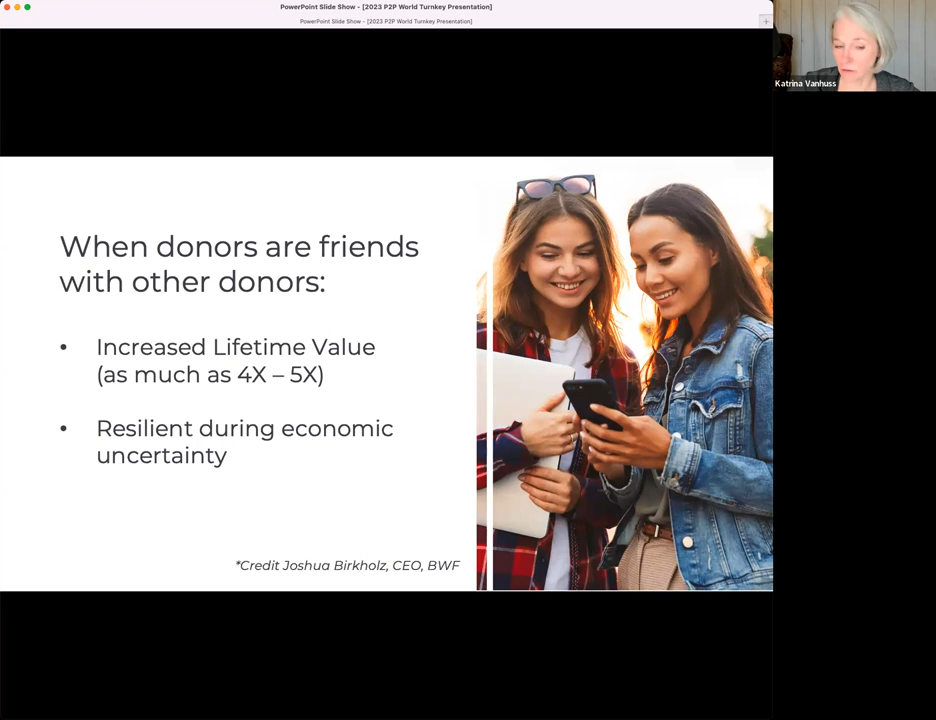 PowerPoint Slide Show - [2023 P2P World Turnkey Presentation]
PowerPoint Slide Show - [2023 P2P World Turnkey Presentation]
+
Katrina Vanhuss
When donors are friends
with other donors:
• Increased Lifetime Value
(as much as 4X – 5X)
• Resilient during economic
uncertainty
*Credit Joshua Birkholz, CEO, BWF